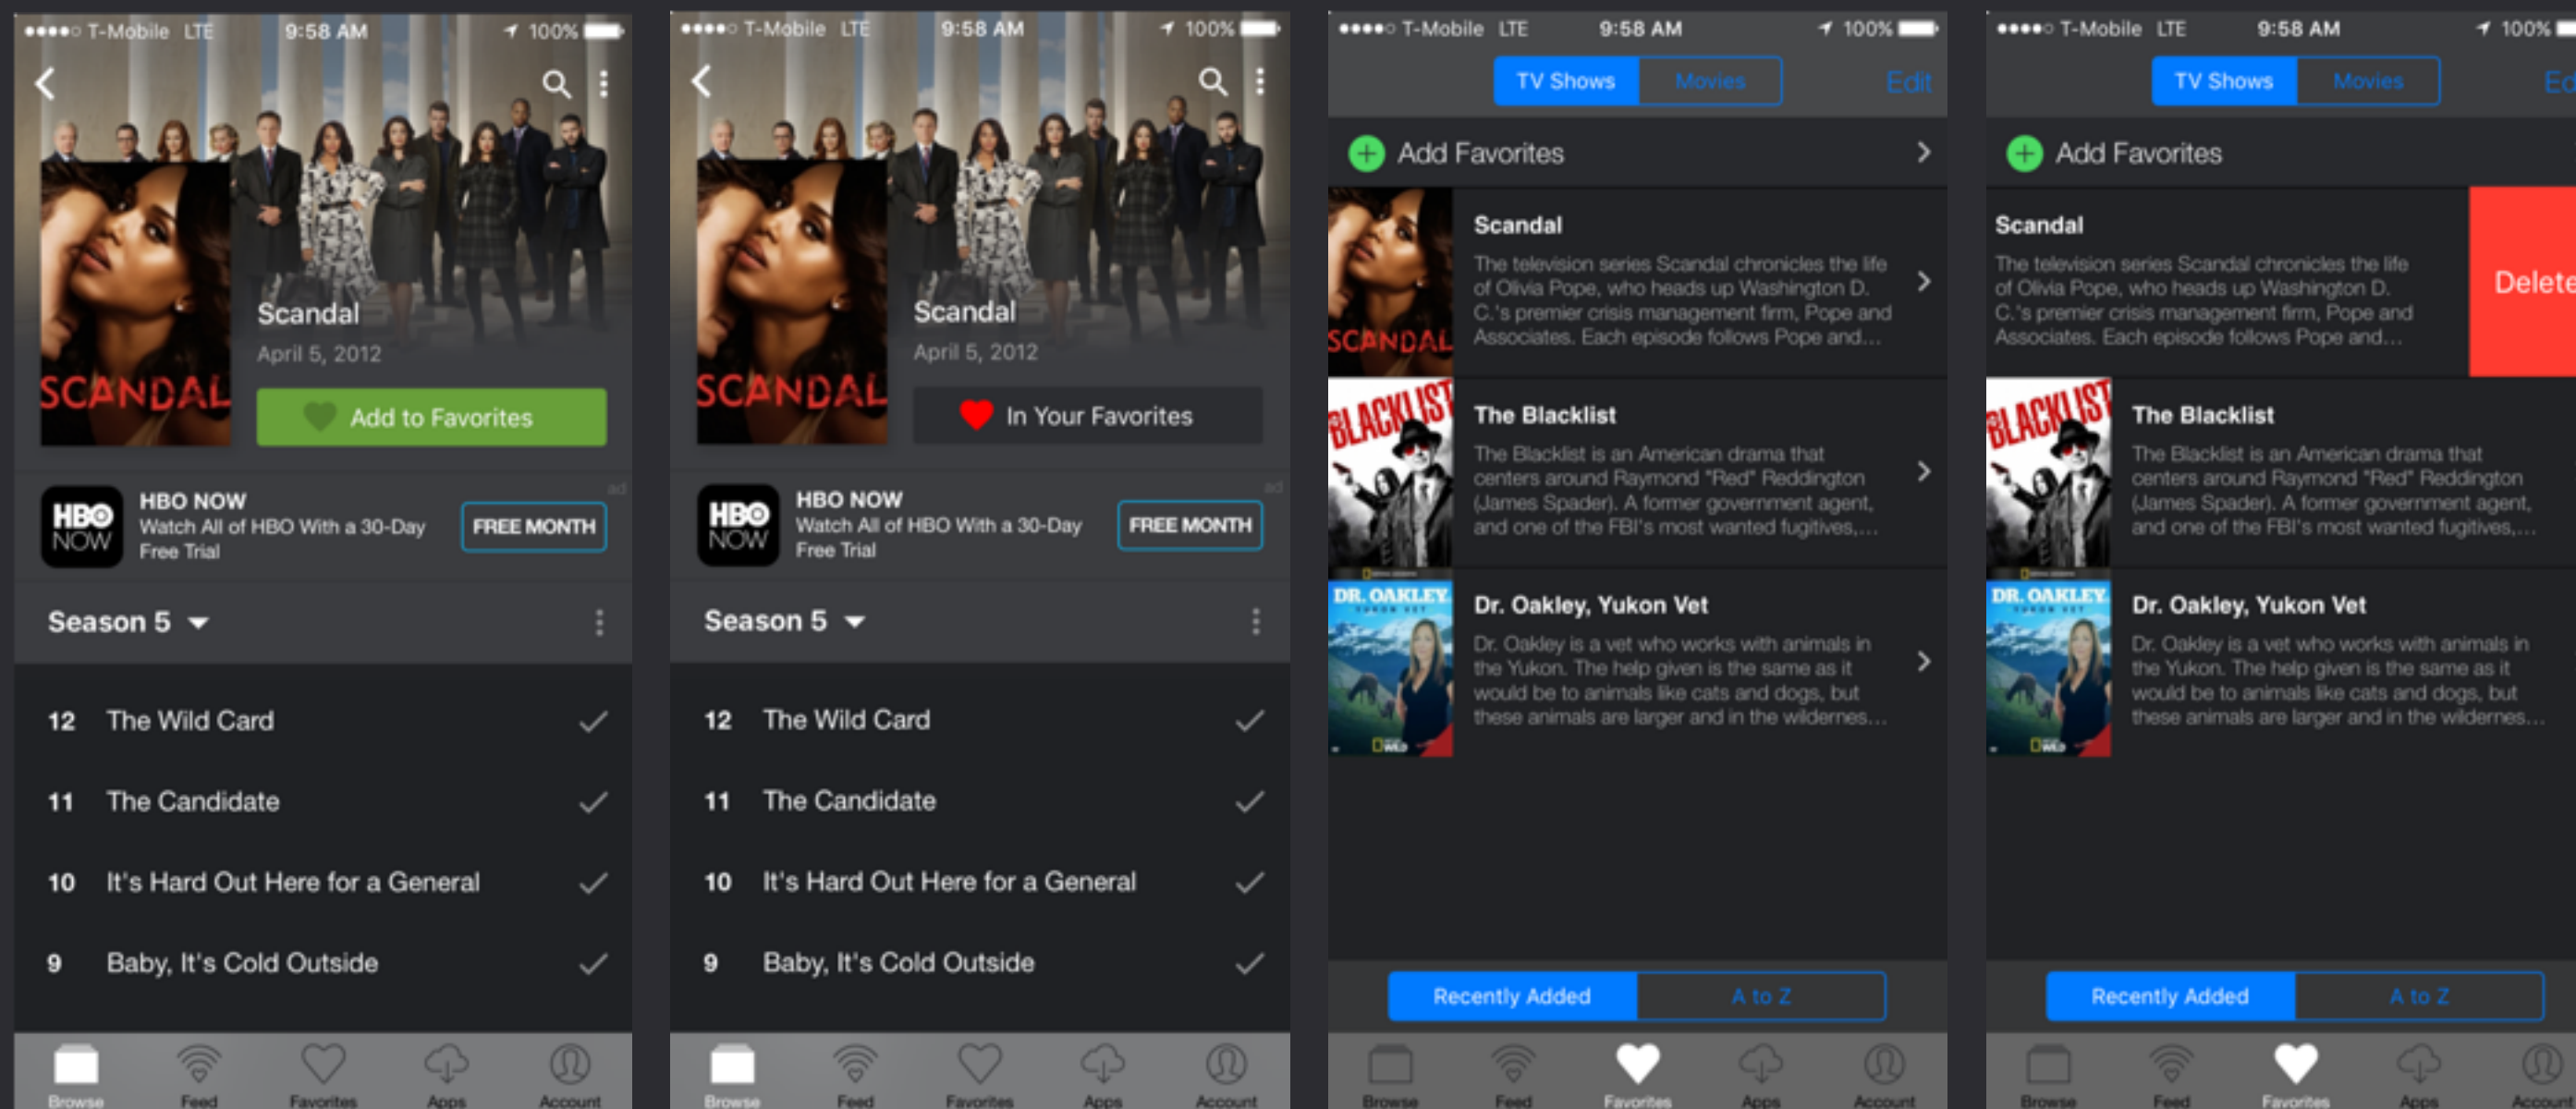 T-Mobile LTE 9:58 AM 100%
SCANDAL
Scandal
April 5, 2012
Add to Favorites
ad
HBO NOW
HBO NOW
Watch All of HBO With a 30-Day
Free Trial
FREE MONTH
Season 5
12 The Wild Card
11 The Candidate
10 It's Hard Out Here for a General
9 Baby, It's Cold Outside
Browse Feed Favorites Apps Account
T-Mobile LTE 9:58 AM 100%
SCANDAL
Scandal
April 5, 2012
In Your Favorites
ad
HBO NOW
HBO NOW
Watch All of HBO With a 30-Day
Free Trial
FREE MONTH
Season 5
12 The Wild Card
11 The Candidate
10 It's Hard Out Here for a General
9 Baby, It's Cold Outside
Browse Feed Favorites Apps Account
T-Mobile LTE 9:58 AM 100%
TV Shows Movies Edit
Add Favorites
SCANDAL
Scandal
The television series Scandal chronicles the life
of Olivia Pope, who heads up Washington D.
C.'s premier crisis management firm, Pope and
Associates. Each episode follows Pope and...
BLACKLIST
The Blacklist
The Blacklist is an American drama that
centers around Raymond "Red" Reddington
(James Spader). A former government agent,
and one of the FBI's most wanted fugitives,...
DR. OAKLEY
YUKON VET
WILD
Dr. Oakley, Yukon Vet
Dr. Oakley is a vet who works with animals in
the Yukon. The help given is the same as it
would be to animals like cats and dogs, but
these animals are larger and in the wildernes...
Recently Added A to Z
Browse Feed Favorites Apps Account
T-Mobile LTE 9:58 AM 100%
TV Shows Movies Ed
Add Favorites
Scandal
The television series Scandal chronicles the life
of Olivia Pope, who heads up Washington D.
C.'s premier crisis management firm, Pope and
Associates. Each episode follows Pope and...
Delete
BLACKLIST
The Blacklist
The Blacklist is an American drama that
centers around Raymond "Red" Reddington
(James Spader). A former government agent,
and one of the FBI's most wanted fugitives,...
DR. OAKLEY
YUKON VET
WILD
Dr. Oakley, Yukon Vet
Dr. Oakley is a vet who works with animals in
the Yukon. The help given is the same as it
would be to animals like cats and dogs, but
these animals are larger and in the wildernes...
Recently Added A to Z
Browse Feed Favorites Apps Account